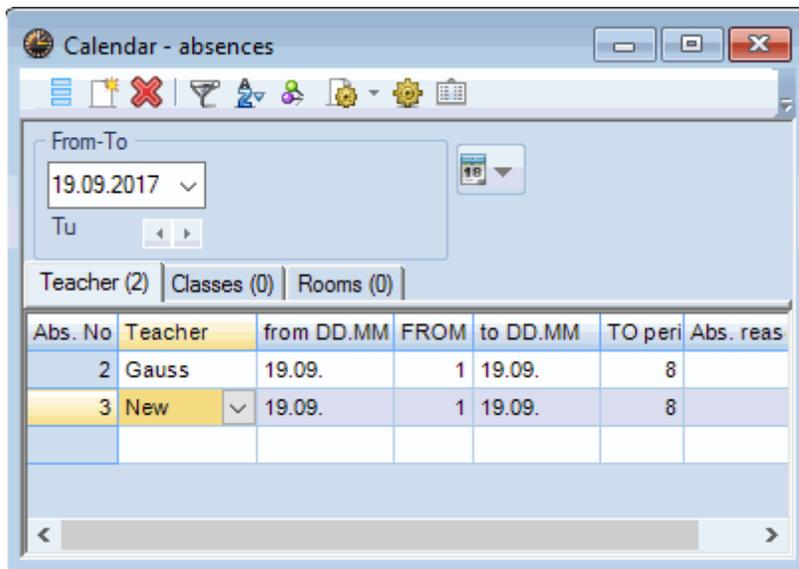 Calendar - absences
From-To
19.09.2017
18
Tu
Teacher (2) Classes (0) Rooms (0)
Abs. No Teacher from DD.MM FROM to DD.MM TO peri Abs. reas
2 Gauss 19.09. 1 19.09. 8
3 New 19.09. 1 19.09. 8